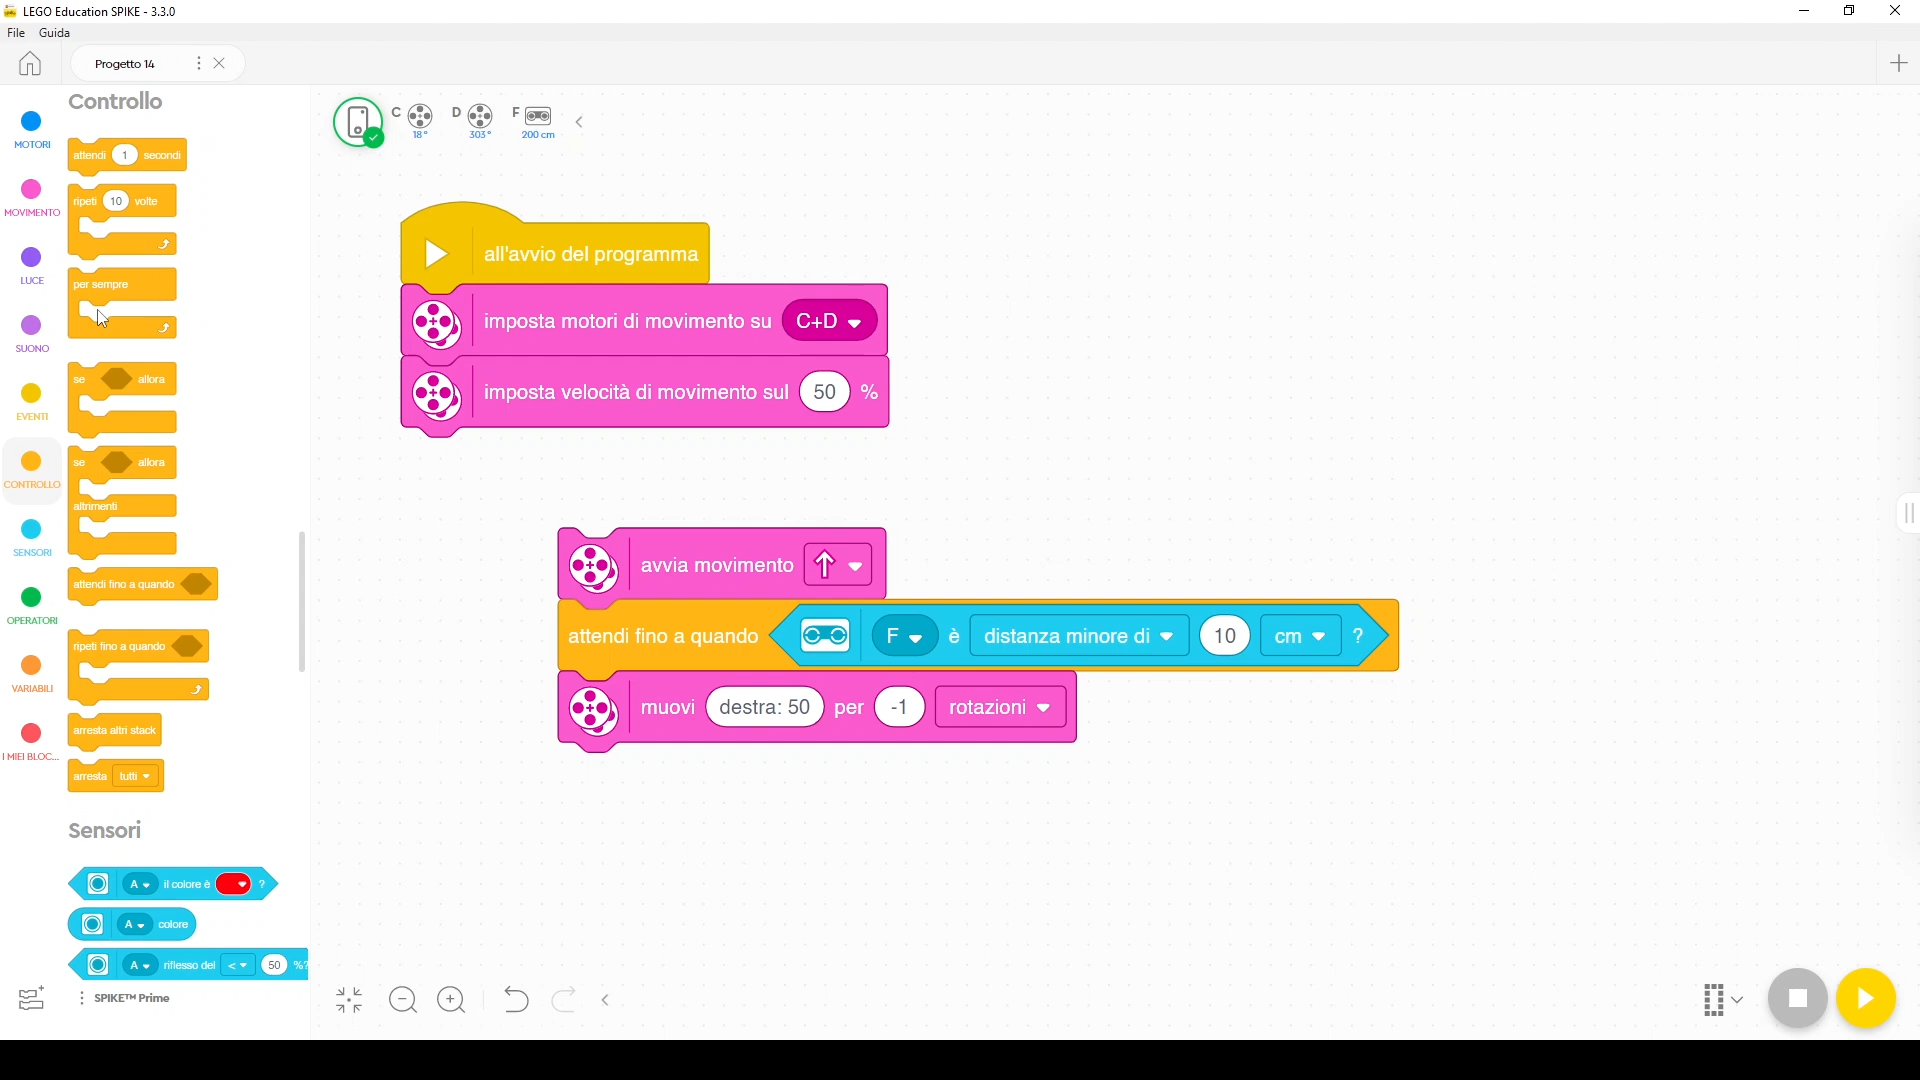 LEGO Education SPIKE - 3.3.0
File Guida
Progetto 14
Controllo
MOTORI
MOVIMENTO
LUCE
SUONO
EVENTI
CONTROLLO
SENSORI
OPERATORI
VARIABILI
I MIEI BLOC...
attendi 1 secondi
ripeti 10 volte
per sempre
se allora
se allora
altrimenti
attendi fino a quando
ripeti fino a quando
arresta altri stack
arresta tutti
Sensori
A il colore è ?
A colore
A riflesso del < 50 %?
SPIKE™ Prime
C 18°
D 303°
F 200 cm
all'avvio del programma
imposta motori di movimento su C+D
imposta velocità di movimento sul 50 %
avvia movimento
attendi fino a quando F è distanza minore di 10 cm ?
muovi destra: 50 per -1 rotazioni